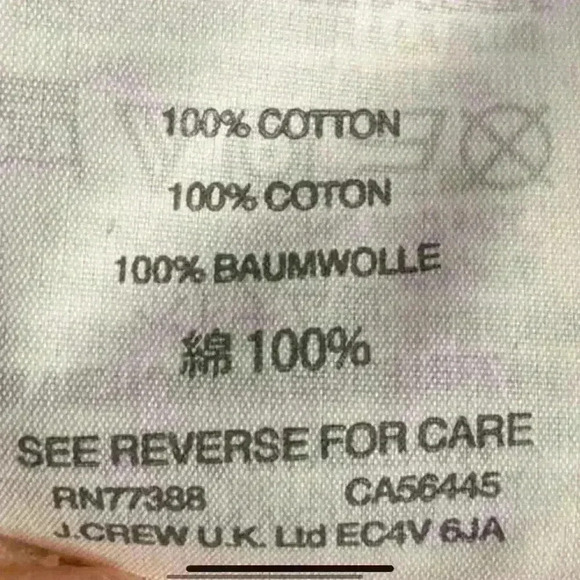 100% COTTON
100% COTON
100% BAUMWOLLE
綿 100%
SEE REVERSE FOR CARE
RN77388 CA56445
J.CREW U.K. Ltd EC4V 6JA